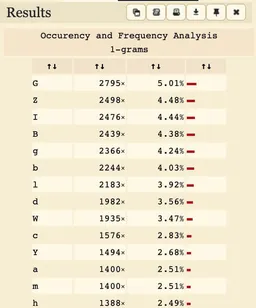 Results
Occurency and Frequency Analysis
1-grams
↑↓ ↑↓ ↑↓ ↑↓
G 2795× 5.01%
Z 2498× 4.48%
I 2476× 4.44%
B 2439× 4.38%
g 2366× 4.24%
b 2244× 4.03%
l 2183× 3.92%
d 1982× 3.56%
W 1935× 3.47%
c 1576× 2.83%
Y 1494× 2.68%
a 1400× 2.51%
m 1400× 2.51%
h 1388× 2.49%